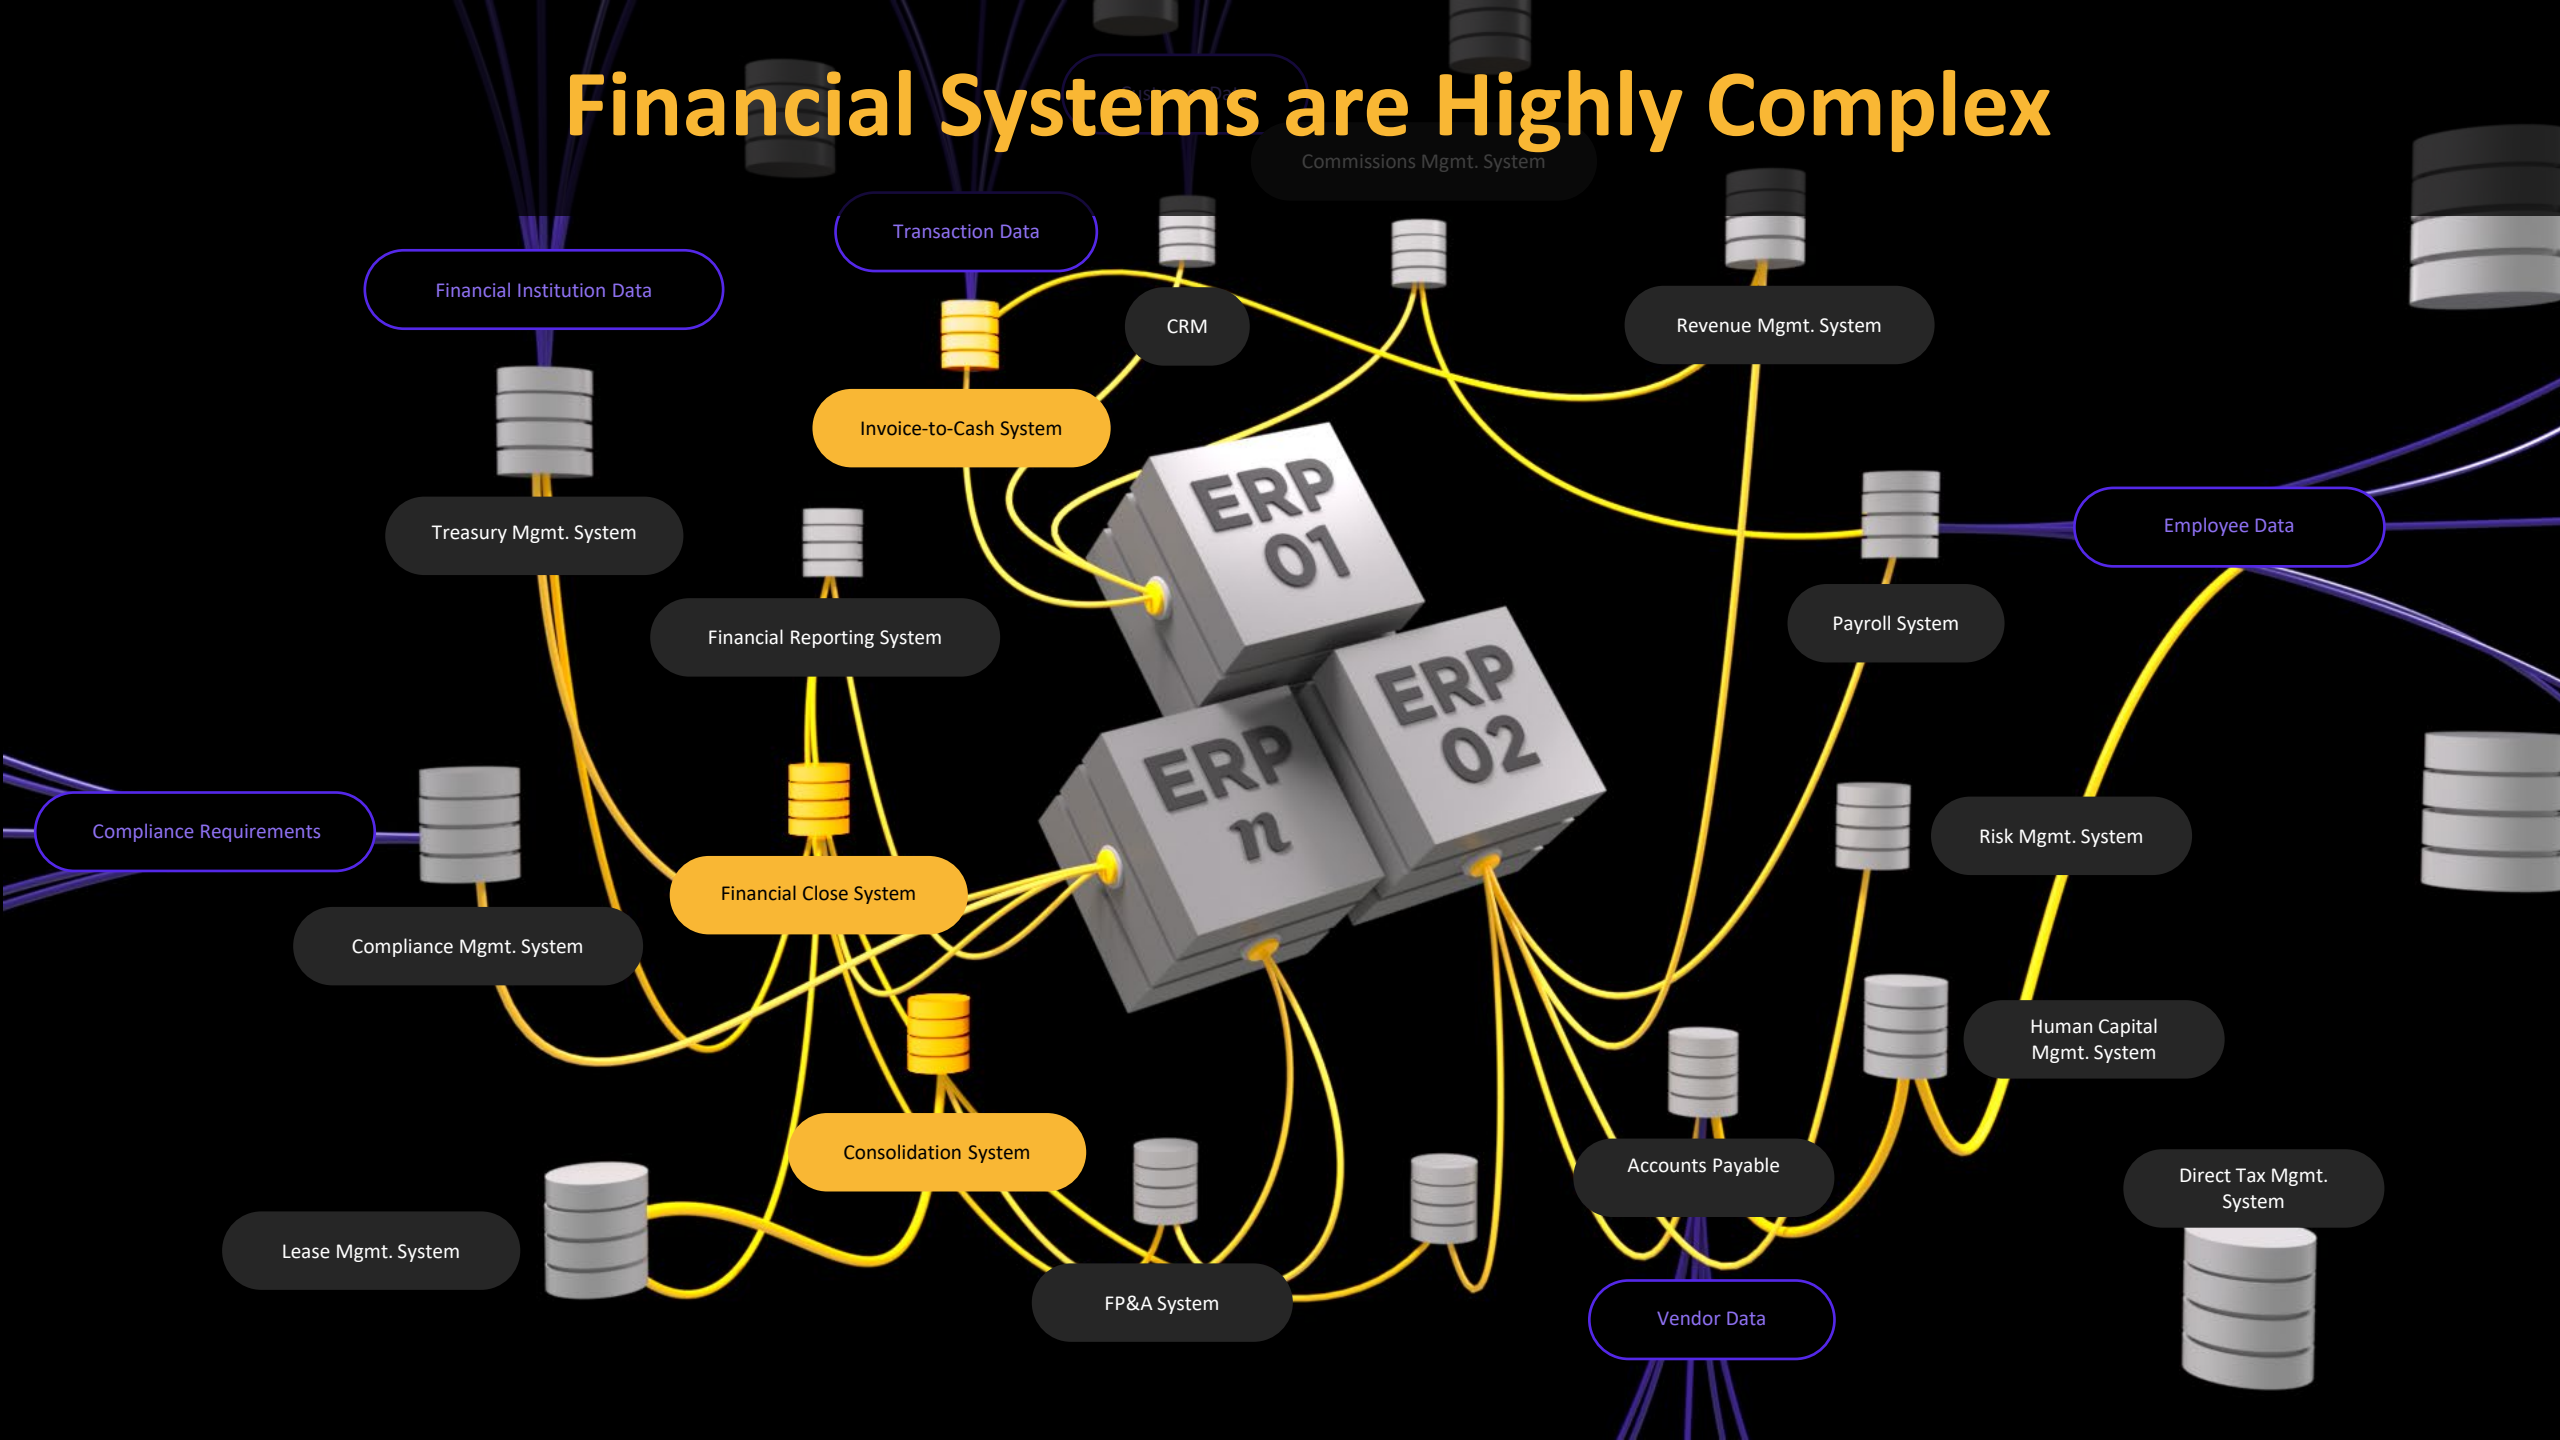 Financial Systems are Highly Complex
Commissions Mgmt. System
Transaction Data
Financial Institution Data
CRM
Revenue Mgmt. System
Invoice-to-Cash System
ERP
01
Treasury Mgmt. System
Employee Data
Financial Reporting System
Payroll System
ERP
02
ERP
n
Compliance Requirements
Risk Mgmt. System
Financial Close System
Compliance Mgmt. System
Human Capital
Mgmt. System
Consolidation System
Accounts Payable
Direct Tax Mgmt.
System
Lease Mgmt. System
FP&A System
Vendor Data